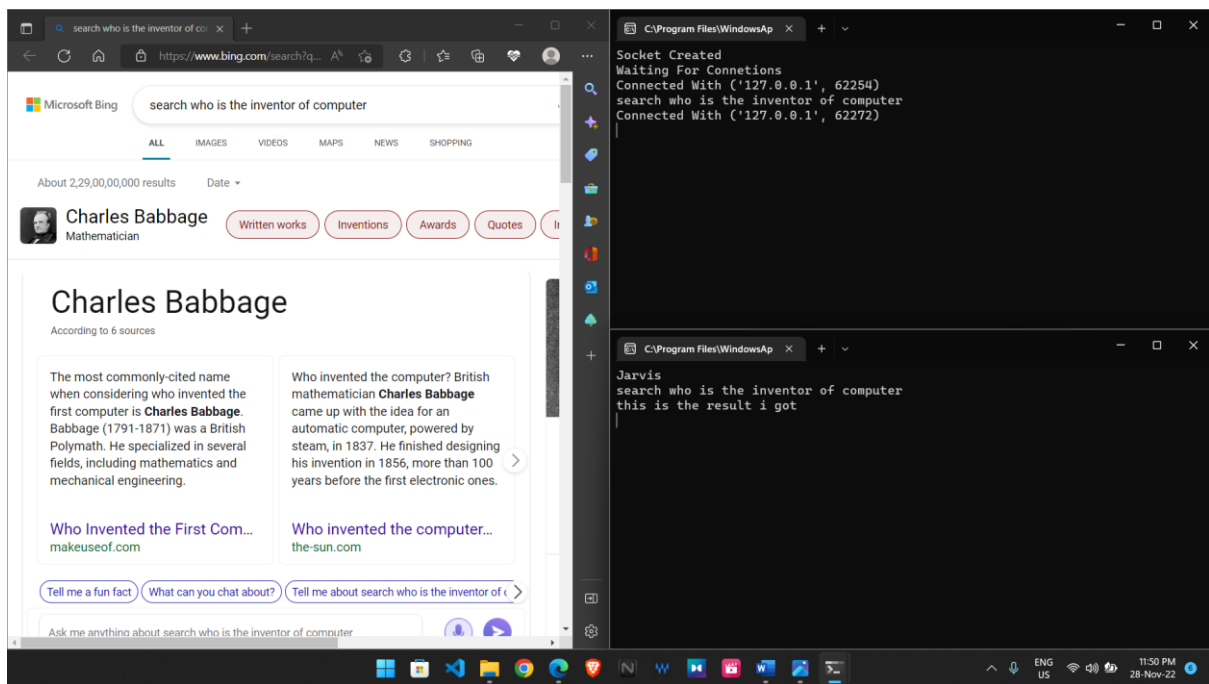 search who is the inventor of cor
https://www.bing.com/search?q...
Microsoft Bing
search who is the inventor of computer
ALL IMAGES VIDEOS MAPS NEWS SHOPPING
About 2,29,00,00,000 results Date
Charles Babbage
Mathematician
Written works Inventions Awards Quotes
Charles Babbage
According to 6 sources
The most commonly-cited name
when considering who invented the
first computer is Charles Babbage.
Babbage (1791-1871) was a British
Polymath. He specialized in several
fields, including mathematics and
mechanical engineering.
Who Invented the First Com...
makeuseof.com
Who invented the computer? British
mathematician Charles Babbage
came up with the idea for an
automatic computer, powered by
steam, in 1837. He finished designing
his invention in 1856, more than 100
years before the first electronic ones.
Who invented the computer...
the-sun.com
Tell me a fun fact What can you chat about? Tell me about search who is the inventor of
Ask me anything about search who is the inventor of computer
C:\Program Files\WindowsAp
Socket Created
Waiting For Connetions
Connected With ('127.0.0.1', 62254)
search who is the inventor of computer
Connected With ('127.0.0.1', 62272)
C:\Program Files\WindowsAp
Jarvis
search who is the inventor of computer
this is the result i got
ENG
US
11:50 PM
28-Nov-22
6